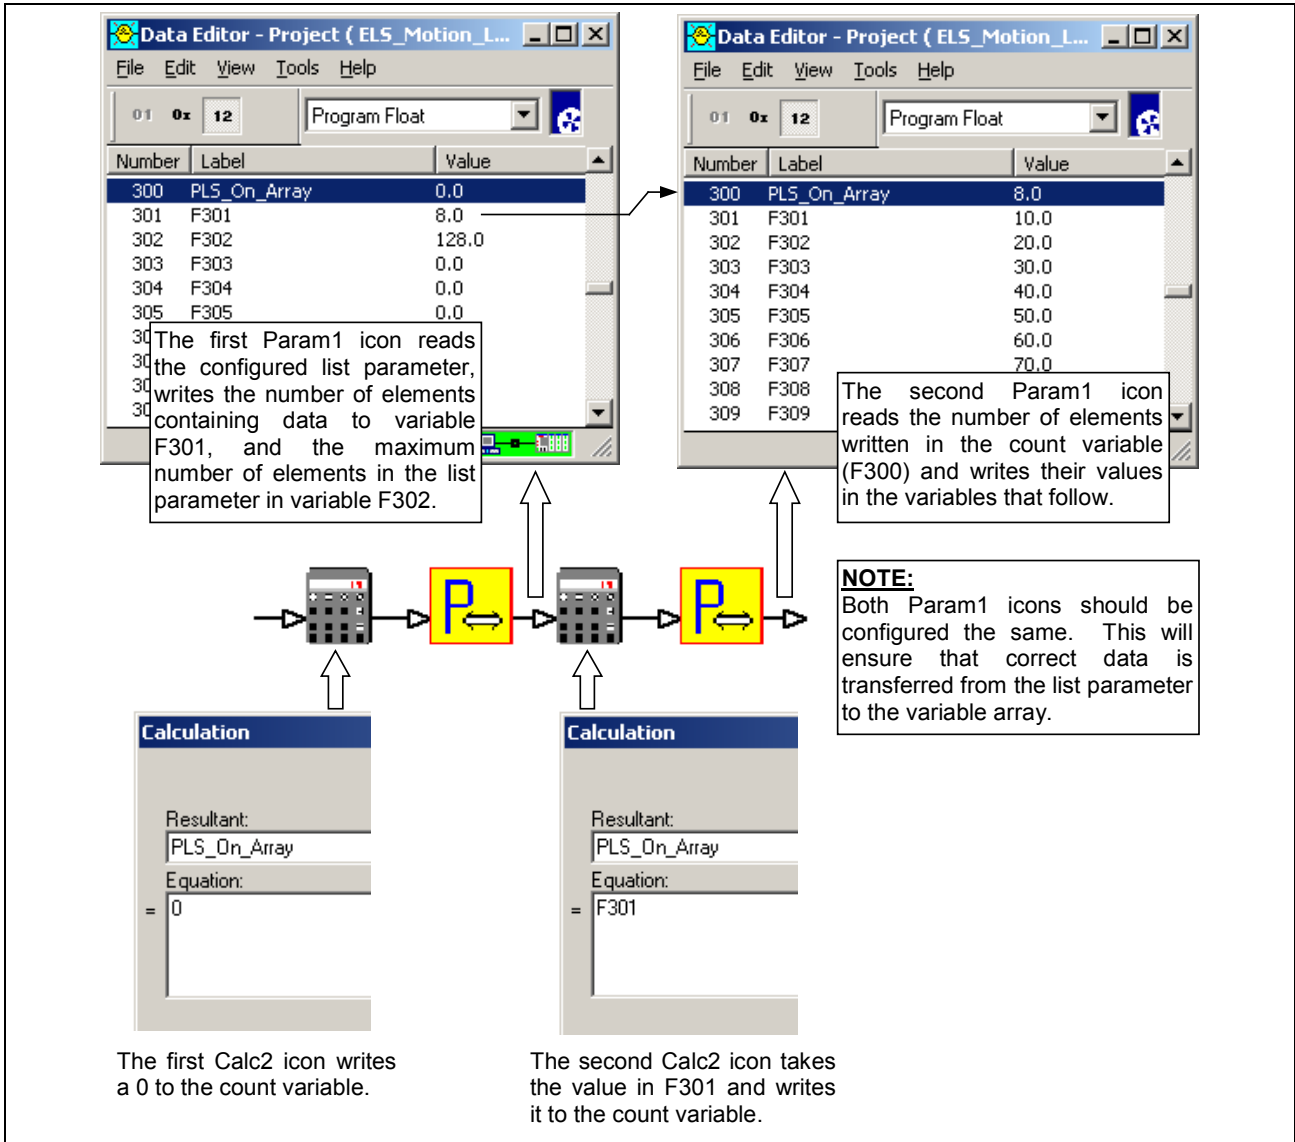 Data Editor - Project ( ELS_Motion_L...
File Edit View Tools Help
01 0x 12 Program Float
Number Label Value
300 PLS_On_Array 0.0
301 F301 8.0
302 F302 128.0
303 F303 0.0
304 F304 0.0
305 F305 0.0
30
30
30
30
The first Param1 icon reads
the configured list parameter,
writes the number of elements
containing data to variable
F301, and the maximum
number of elements in the list
parameter in variable F302.
Data Editor - Project ( ELS_Motion_L...
File Edit View Tools Help
01 0x 12 Program Float
Number Label Value
300 PLS_On_Array 8.0
301 F301 10.0
302 F302 20.0
303 F303 30.0
304 F304 40.0
305 F305 50.0
306 F306 60.0
307 F307 70.0
308 F308
309 F309
The second Param1 icon
reads the number of elements
written in the count variable
(F300) and writes their values
in the variables that follow.
P
P
NOTE:
Both Param1 icons should be
configured the same. This will
ensure that correct data is
transferred from the list parameter
to the variable array.
Calculation
Resultant:
PLS_On_Array
Equation:
= 0
The first Calc2 icon writes
a 0 to the count variable.
Calculation
Resultant:
PLS_On_Array
Equation:
= F301
The second Calc2 icon takes
the value in F301 and writes
it to the count variable.